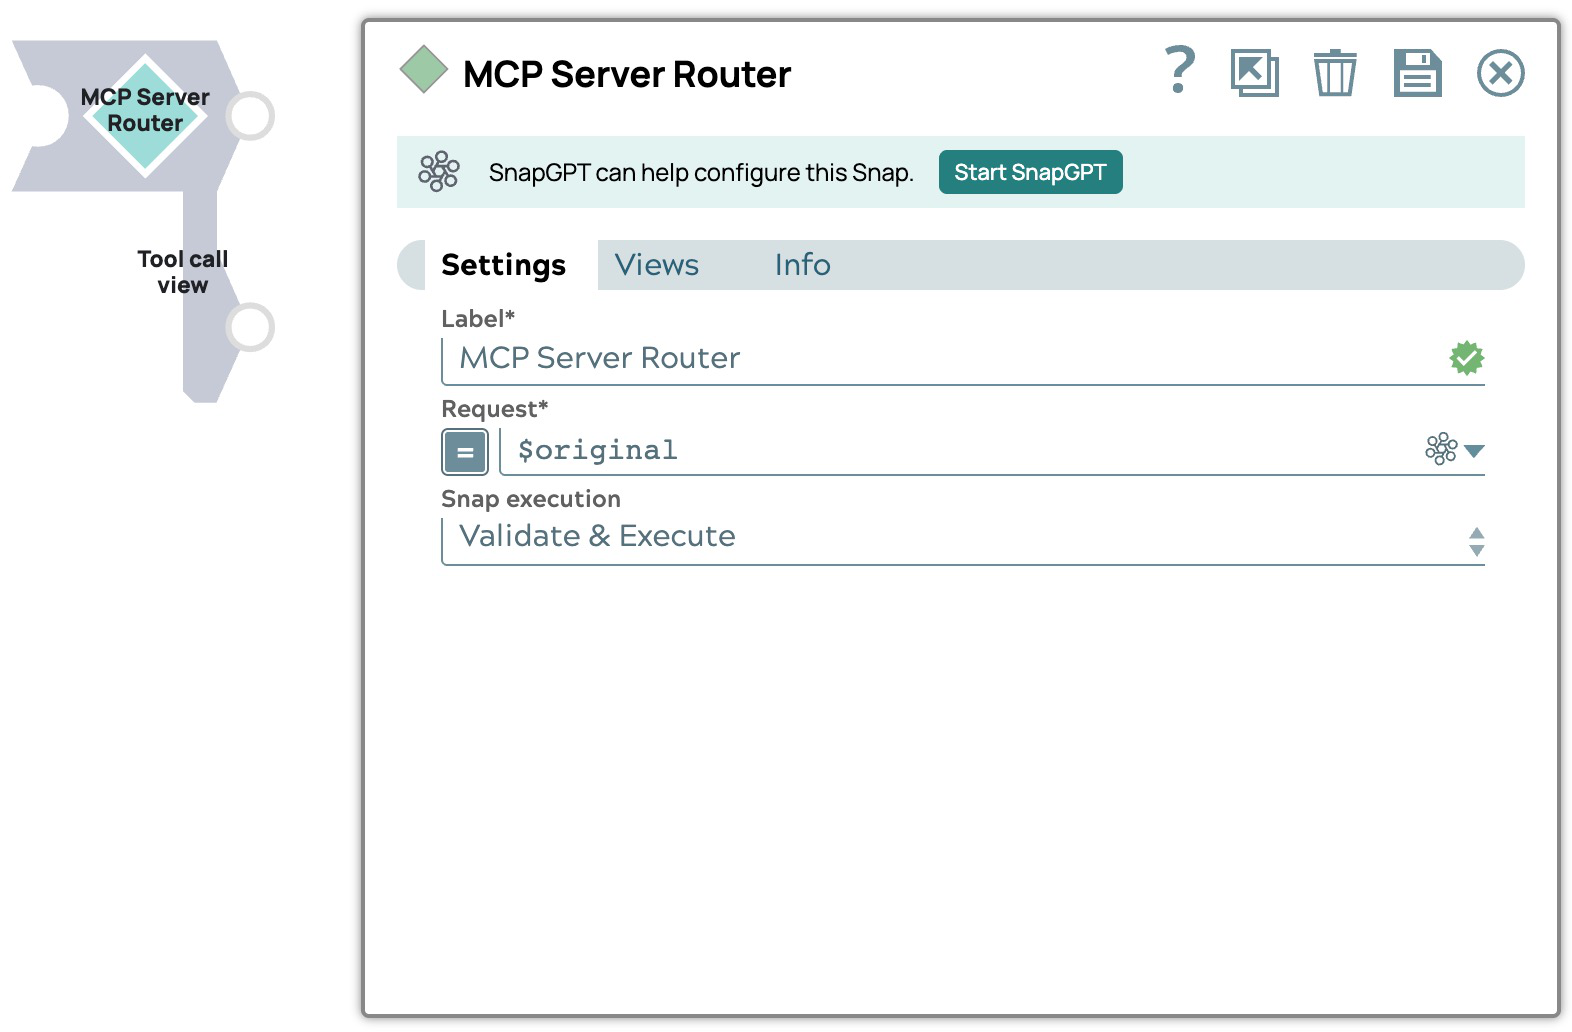 MCP Server
Router
Tool call
view
MCP Server Router
?
SnapGPT can help configure this Snap.
Start SnapGPT
Settings
Views
Info
Label*
MCP Server Router
Request*
=
$original
Snap execution
Validate & Execute